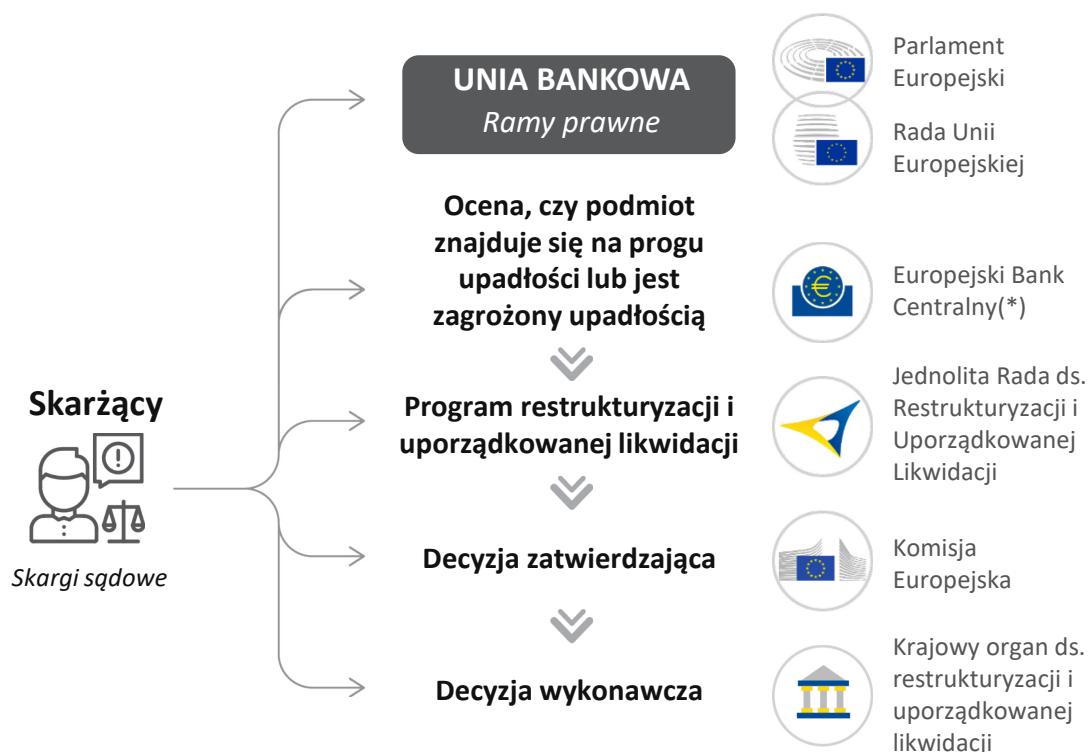 UNIA BANKOWA
Ramy prawne
Parlament
Europejski
Rada Unii
Europejskiej
Ocena, czy podmiot
znajduje się na progu
upadłości lub jest
zagrożony upadłością
Europejski Bank
Centralny(*)
Skarżący
Skargi sądowe
Program restrukturyzacji i
uporządkowanej likwidacji
Jednolita Rada ds.
Restrukturyzacji i
Uporządkowanej
Likwidacji
Decyzja zatwierdzająca
Komisja
Europejska
Decyzja wykonawcza
Krajowy organ ds.
restrukturyzacji i
uporządkowanej
likwidacji